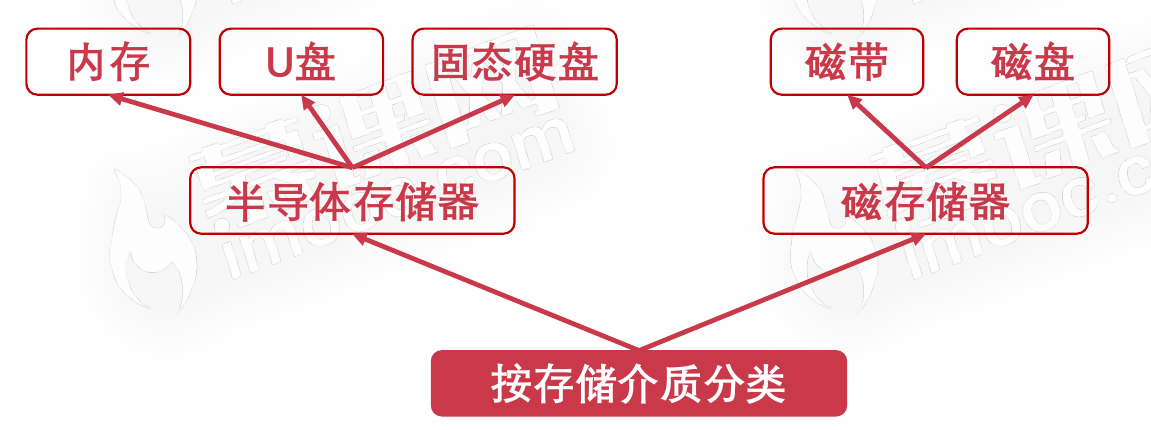 内存
U盘
固态硬盘
磁带
磁盘
半导体存储器
磁存储器
按存储介质分类
慕课网
imooc.com
慕课网
imooc.c